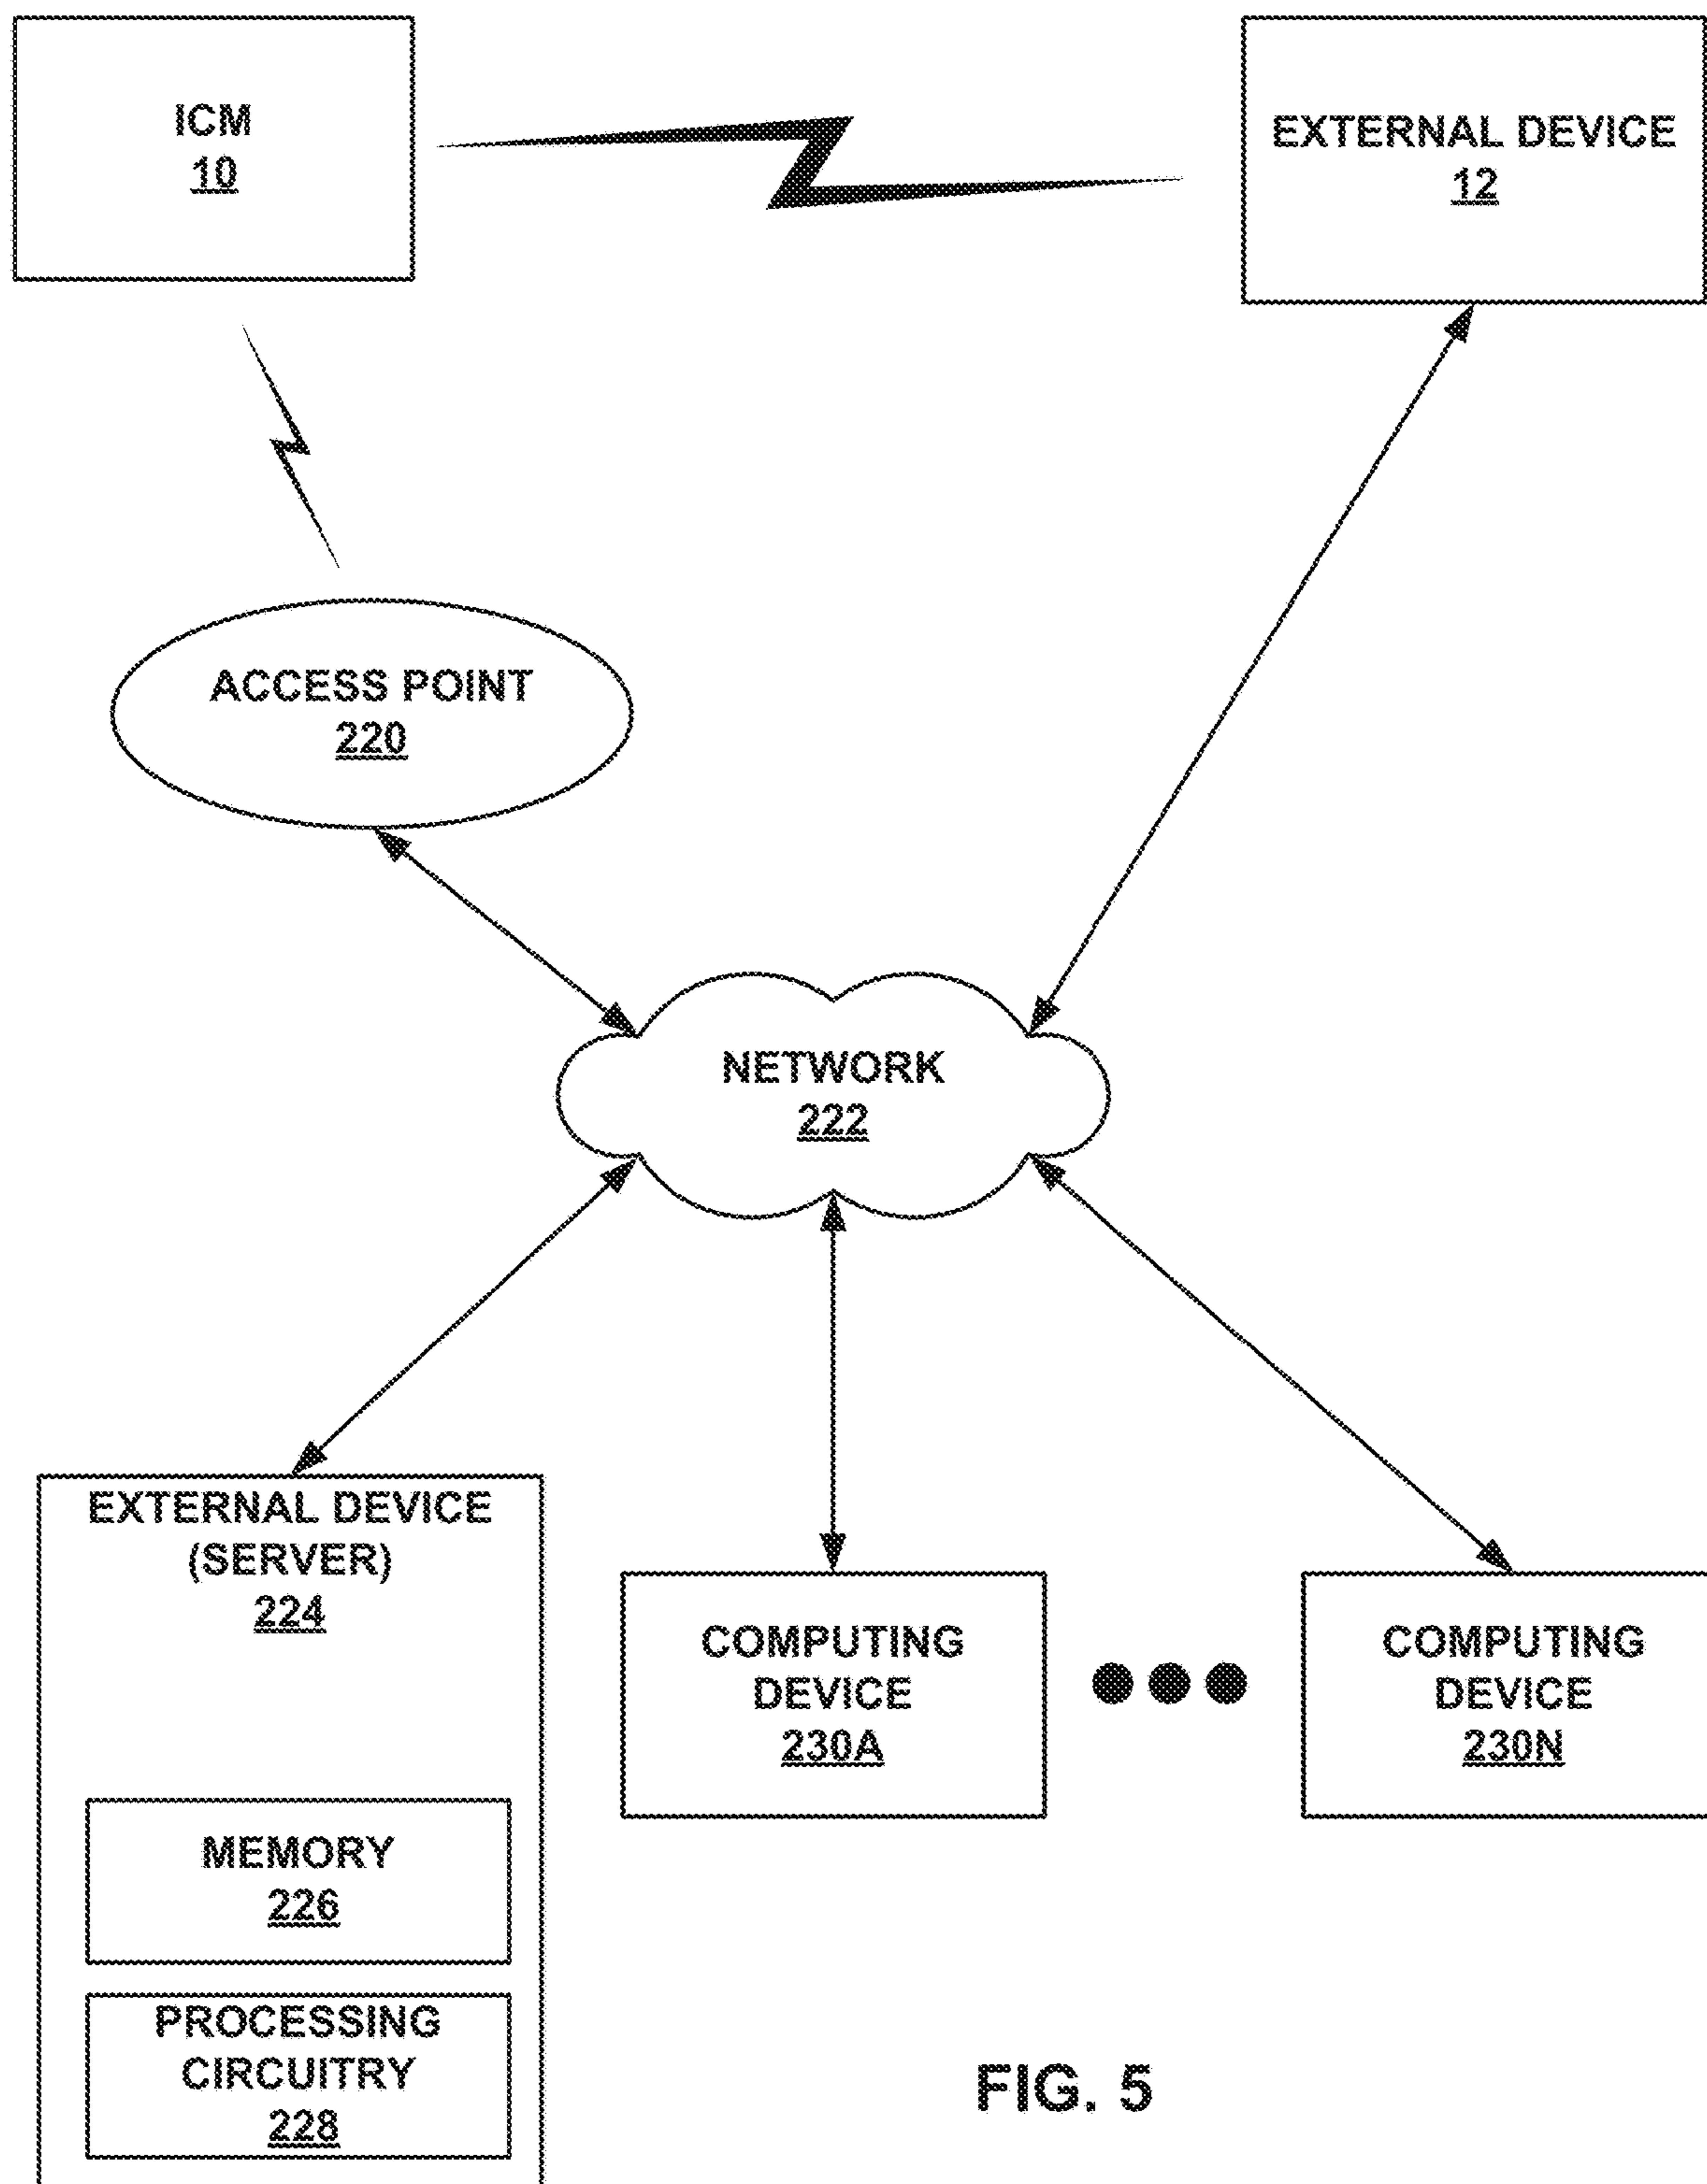 ICM
10
EXTERNAL DEVICE
12
ACCESS POINT
220
NETWORK
222
EXTERNAL DEVICE
(SERVER)
224
MEMORY
226
PROCESSING
CIRCUITRY
228
COMPUTING
DEVICE
230A
COMPUTING
DEVICE
230N
FIG. 5